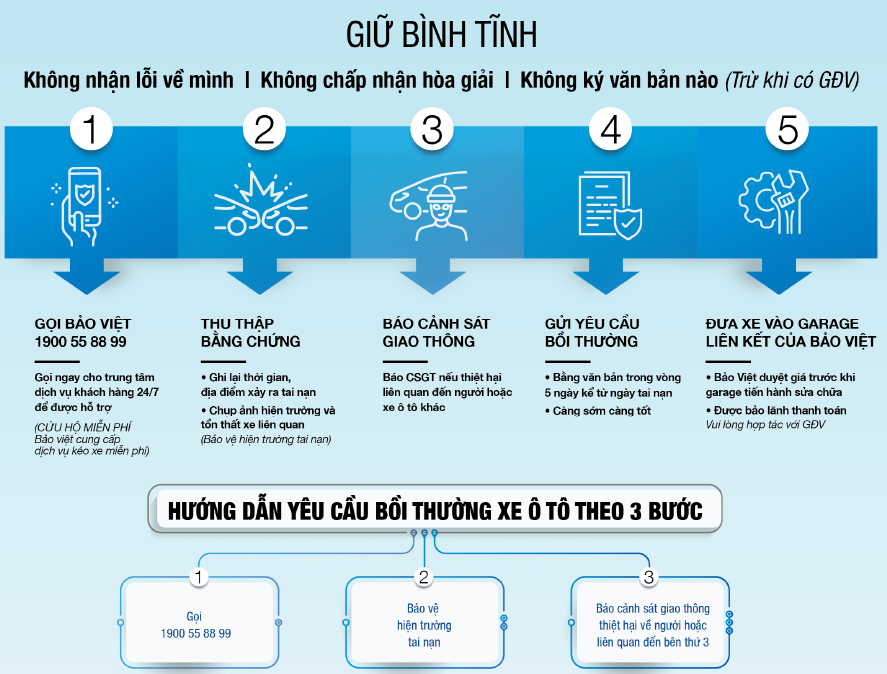 GIỮ BÌNH TĨNH
Không nhận lỗi về mình | Không chấp nhận hòa giải | Không ký văn bản nào (Trừ khi có GĐV)
1
2
3
4
5
GỌI BẢO VIỆT
1900 55 88 99
Gọi ngay cho trung tâm
dịch vụ khách hàng 24/7
để được hỗ trợ
(CỨU HỘ MIỄN PHÍ
Bảo việt cung cấp
dịch vụ kéo xe miễn phí)
THU THẬP
BẰNG CHỨNG
• Ghi lại thời gian,
địa điểm xảy ra tai nạn
• Chụp ảnh hiện trường và
tổn thất xe liên quan
(Bảo vệ hiện trường tai nạn)
BÁO CẢNH SÁT
GIAO THÔNG
Báo CSGT nếu thiệt hại
liên quan đến người hoặc
xe ô tô khác
GỬI YÊU CẦU
BỒI THƯỜNG
• Bằng văn bản trong vòng
5 ngày kể từ ngày tai nạn
• Càng sớm càng tốt
ĐƯA XE VÀO GARAGE
LIÊN KẾT CỦA BẢO VIỆT
• Bảo Việt duyệt giá trước khi
garage tiến hành sửa chữa
• Được bảo lãnh thanh toán
Vui lòng hợp tác với GĐV
HƯỚNG DẪN YÊU CẦU BỒI THƯỜNG XE Ô TÔ THEO 3 BƯỚC
1
Gọi
1900 55 88 99
2
Bảo vệ
hiện trường
tai nạn
3
Báo cảnh sát giao thông
thiệt hại về người hoặc
liên quan đến bên thứ 3